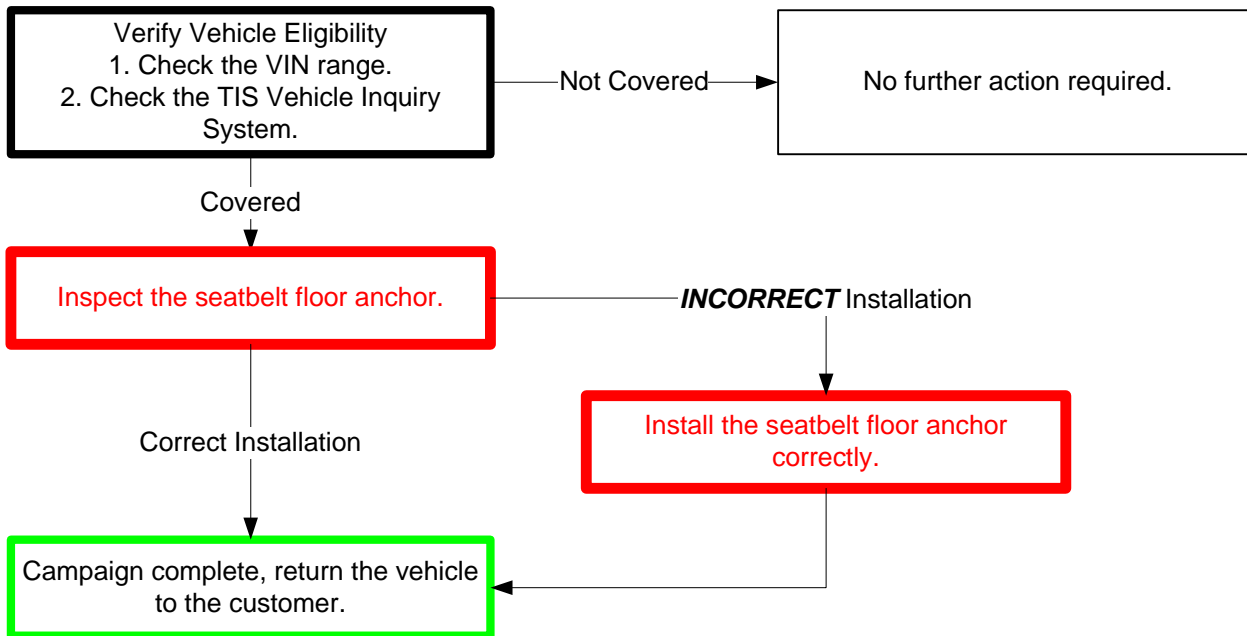 Verify Vehicle Eligibility
1. Check the VIN range.
2. Check the TIS Vehicle Inquiry
System.
Not Covered
No further action required.
Covered
Inspect the seatbelt floor anchor.
INCORRECT Installation
Install the seatbelt floor anchor
correctly.
Correct Installation
Campaign complete, return the vehicle
to the customer.